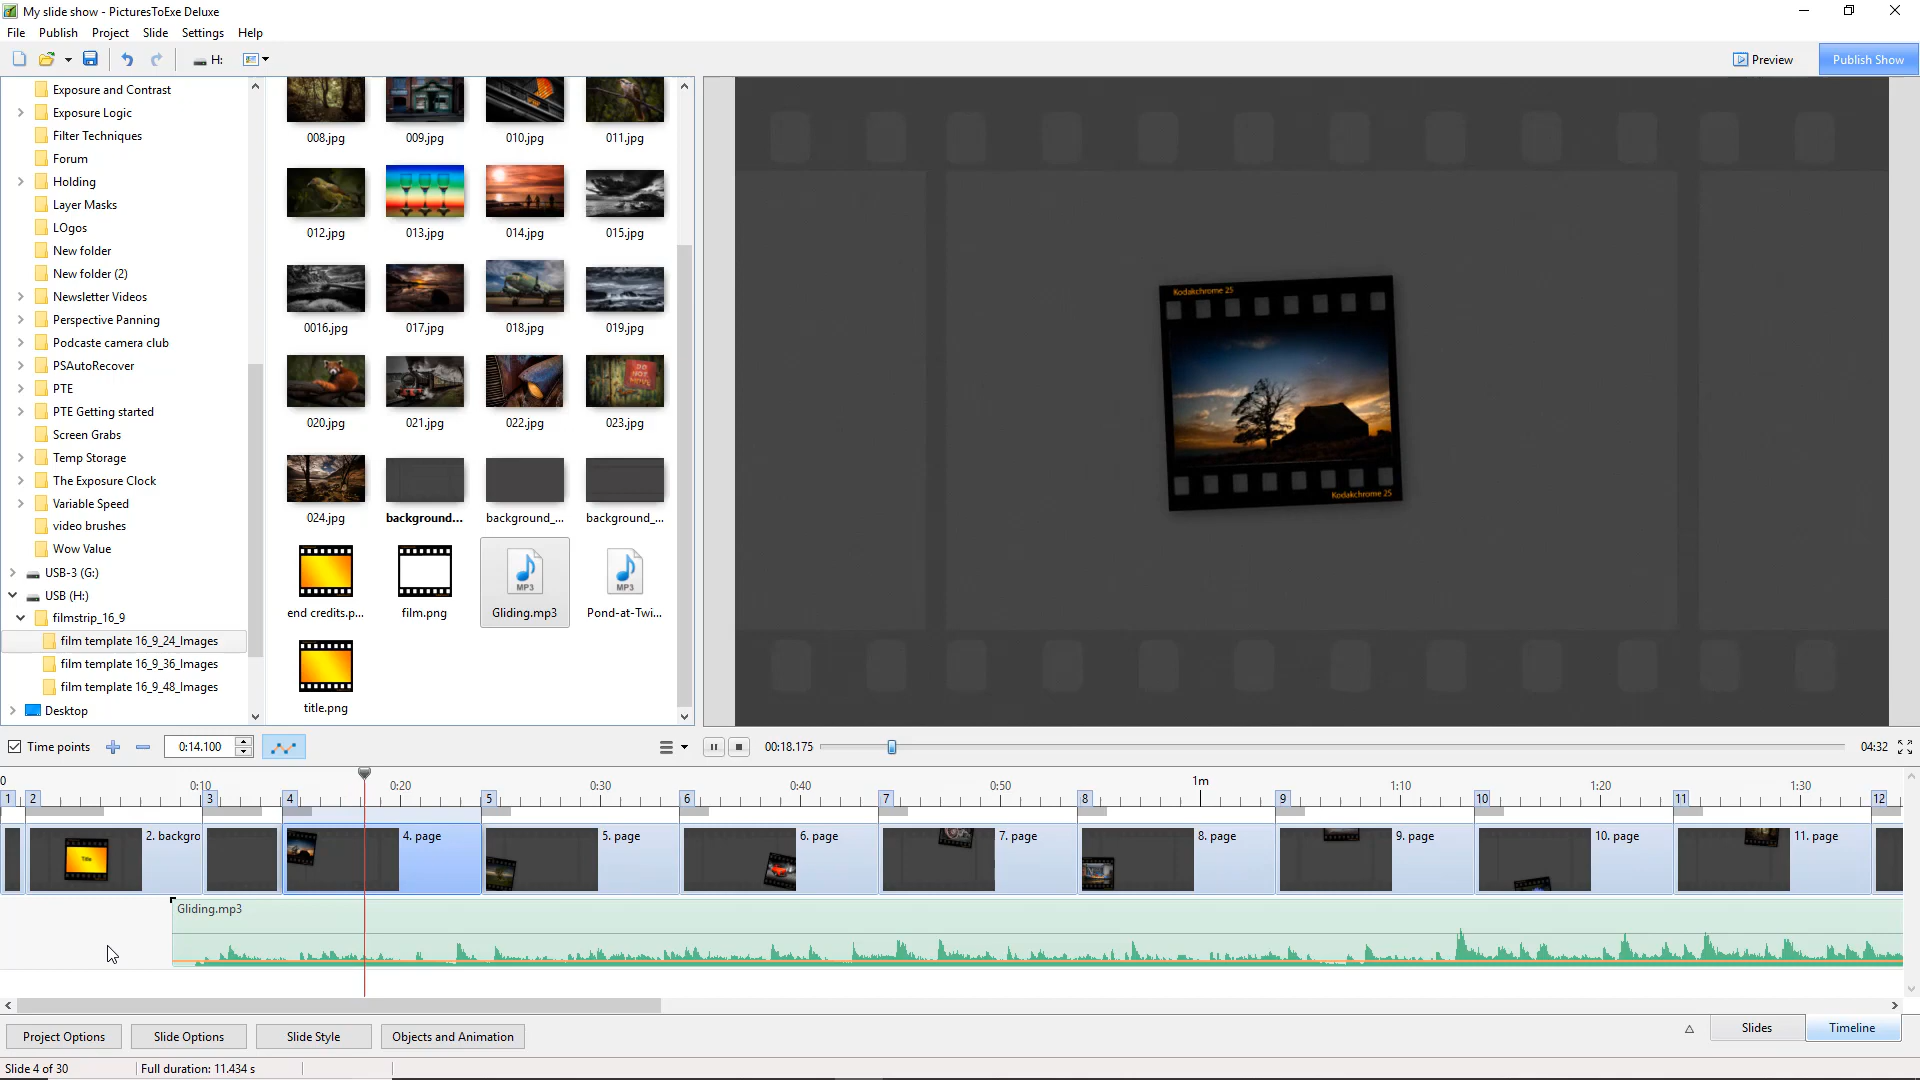 My slide show - PicturesToExe Deluxe
File Publish Project Slide Settings Help
H:
Preview Publish Show
Exposure and Contrast
Exposure Logic
Filter Techniques
Forum
Holding
Layer Masks
LOgos
New folder
New folder (2)
Newsletter Videos
Perspective Panning
Podcaste camera club
PSAutoRecover
PTE
PTE Getting started
Screen Grabs
Temp Storage
The Exposure Clock
Variable Speed
video brushes
Wow Value
USB-3 (G:)
USB (H:)
filmstrip_16_9
film template 16_9_24_Images
film template 16_9_36_Images
film template 16_9_48_Images
Desktop
008.jpg 009.jpg 010.jpg 011.jpg
012.jpg 013.jpg 014.jpg 015.jpg
0016.jpg 017.jpg 018.jpg 019.jpg
DO NOT MOVE
020.jpg 021.jpg 022.jpg 023.jpg
024.jpg background... background_... background_...
MP3 MP3
end credits.p... film.png Gliding.mp3 Pond-at-Twi...
title.png
Kodakchrome 25
Kodakchrome 25
Time points 0:14.100 00:18.175 04:32
0 0:10 0:20 0:30 0:40 0:50 1m 1:10 1:20 1:30
1 2 3 4 5 6 7 8 9 10 11 12
Title 2. backgro 4. page 5. page 6. page 7. page 8. page 9. page 10. page 11. page
Gliding.mp3
Project Options Slide Options Slide Style Objects and Animation Slides Timeline
Slide 4 of 30 Full duration: 11.434 s